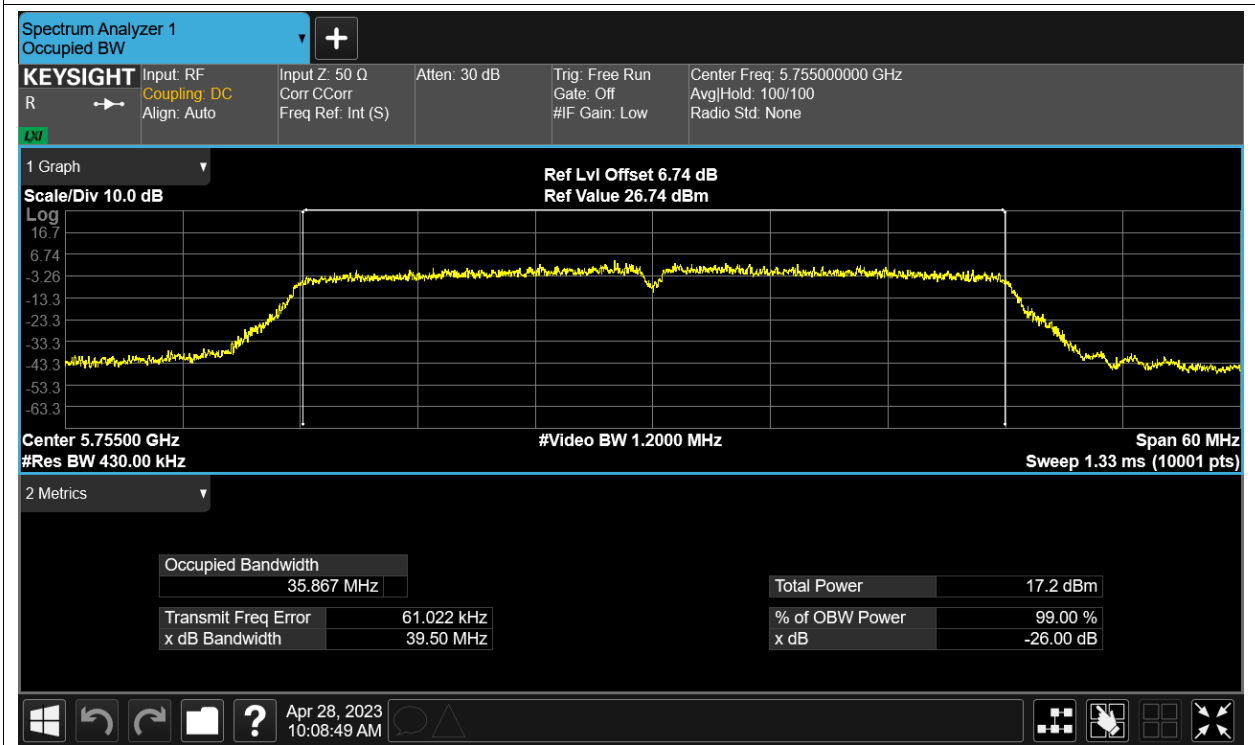 Spectrum Analyzer 1
Occupied BW
KEYSIGHT
R
LXI
Input: RF
Coupling: DC
Align: Auto
Input Z: 50 Ω
Corr CCorr
Freq Ref: Int (S)
Atten: 30 dB
Trig: Free Run
Gate: Off
#IF Gain: Low
Center Freq: 5.755000000 GHz
Avg|Hold: 100/100
Radio Std: None
1 Graph
Scale/Div 10.0 dB
Ref Lvl Offset 6.74 dB
Ref Value 26.74 dBm
Log
16.7
6.74
-3.26
-13.3
-23.3
-33.3
-43.3
-53.3
-63.3
Center 5.75500 GHz
#Video BW 1.2000 MHz
Span 60 MHz
#Res BW 430.00 kHz
Sweep 1.33 ms (10001 pts)
2 Metrics
Occupied Bandwidth
35.867 MHz
Total Power 17.2 dBm
Transmit Freq Error 61.022 kHz
% of OBW Power 99.00 %
x dB Bandwidth 39.50 MHz
x dB -26.00 dB
?
Apr 28, 2023
10:08:49 AM